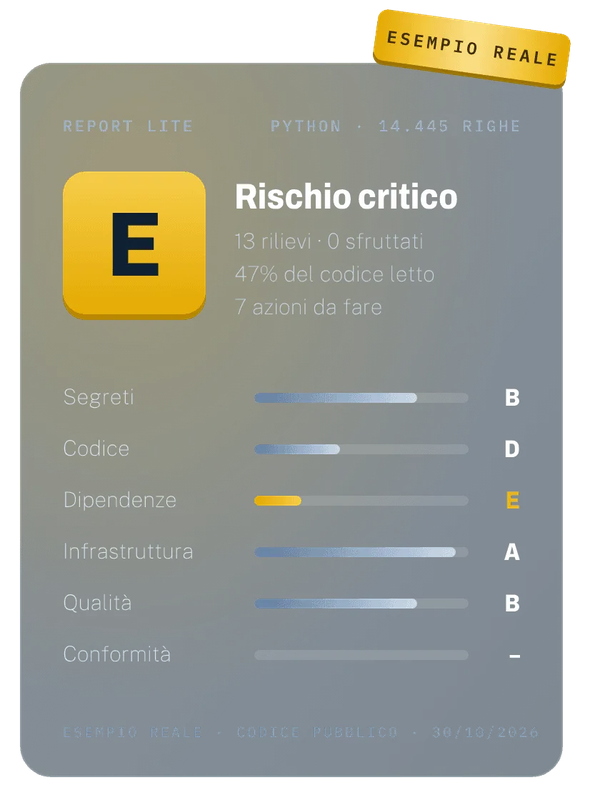 ESEMPIO REALE
REPORT LITE
PYTHON · 14.445 RIGHE
E
Rischio critico
13 rilievi · 0 sfruttati
47% del codice letto
7 azioni da fare
Segreti B
Codice D
Dipendenze E
Infrastruttura A
Qualità B
Conformità –
ESEMPIO REALE · CODICE PUBBLICO · 30/10/2026